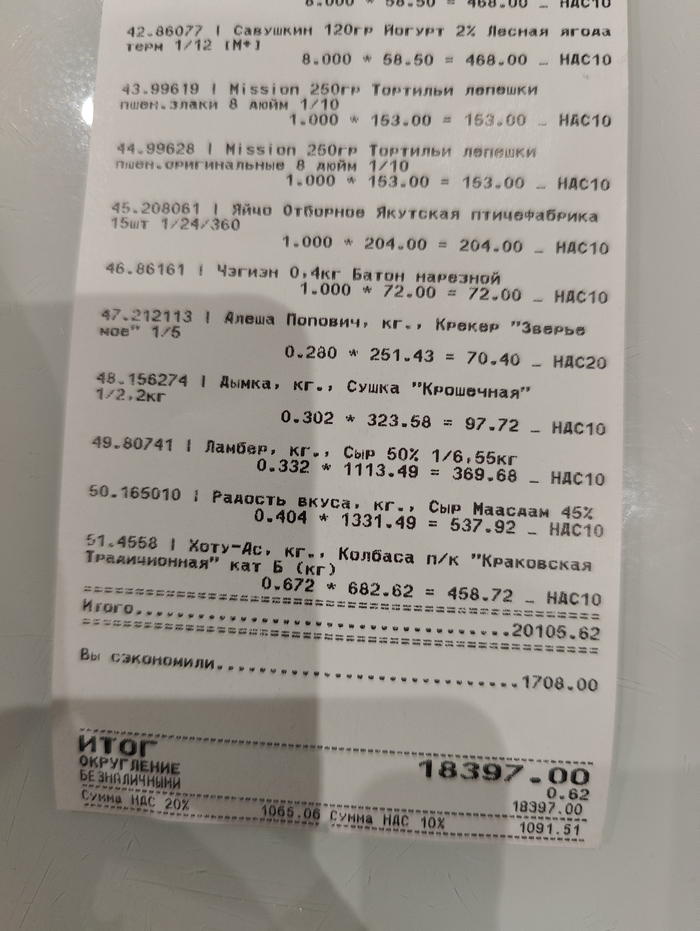 8.000 * 58.50 = 468.00 _ НДС10
42.86077 | Савушкин 120гр Йогурт 2% Лесная ягода
терм 1/12 [М+]
8.000 * 58.50 = 468.00 _ НДС10
43.99619 | Mission 250гр Тортильи лепешки
пшен.злаки 8 дюйм 1/10
1.000 * 153.00 = 153.00 _ НДС10
44.99628 | Mission 250гр Тортильи лепешки
пшен.оригинальные 8 дюйм 1/10
1.000 * 153.00 = 153.00 _ НДС10
45.208061 | Яйцо Отборное Якутская птичефабрика
15шт 1/24/360
1.000 * 204.00 = 204.00 _ НДС10
46.86161 | Чэгиэн 0,4кг Батон нарезной
1.000 * 72.00 = 72.00 _ НДС10
47.212113 | Алеша Попович, кг., Крекер "Зверье
мое" 1/5
0.280 * 251.43 = 70.40 _ НДС20
48.156274 | Дымка, кг., Сушка "Крошечная"
1/2,2кг
0.302 * 323.58 = 97.72 _ НДС10
49.80741 | Ламбер, кг., Сыр 50% 1/6,55кг
0.332 * 1113.49 = 369.68 _ НДС10
50.165010 | Радость вкуса, кг., Сыр Маасдам 45%
0.404 * 1331.49 = 537.92 _ НДС10
51.4558 | Хоту-Ас, кг., Колбаса п/к "Краковская
Традиционная" кат Б (кг)
0.672 * 682.62 = 458.72 _ НДС10
Итого........................................20105.62
Вы сэкономили................................1708.00
ИТОГ 18397.00
ОКРУГЛЕНИЕ 0.62
БЕЗНАЛИЧНЫМИ 18397.00
Сумма НДС 20% 1065.06 Сумма НДС 10% 1091.51